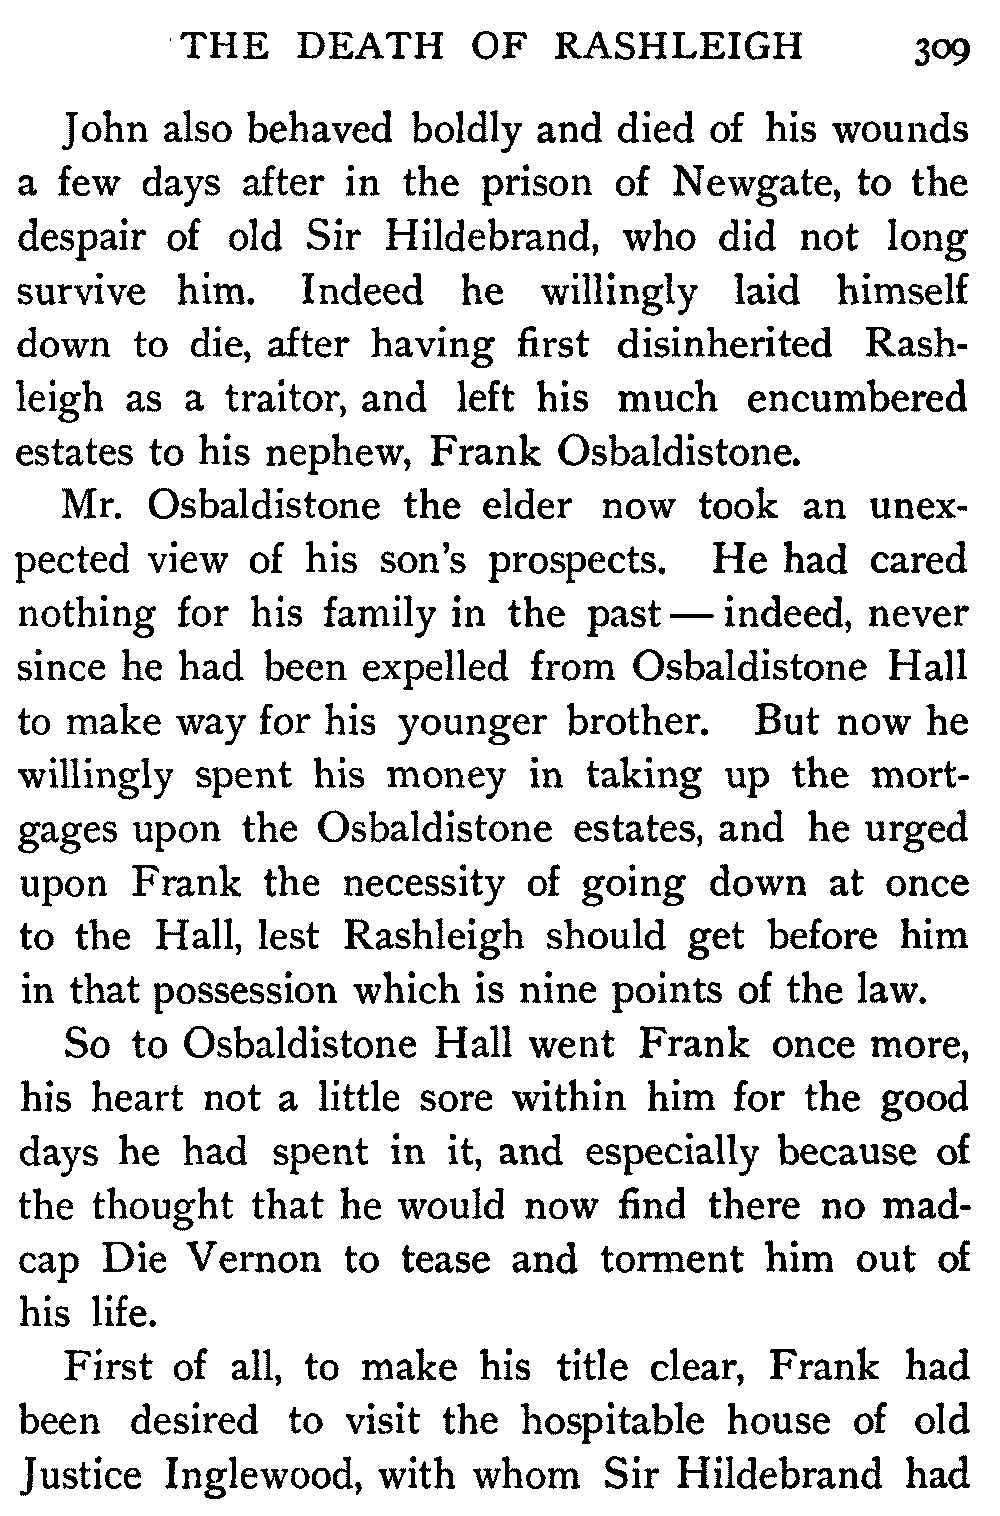 THE DEATH OF RASHLEIGH 309
John also behaved boldly and died of his wounds
a few days after in the prison of Newgate, to the
despair of old Sir Hildebrand, who did not long
survive him. Indeed he willingly laid himself
down to die, after having first disinherited Rash-
leigh as a traitor, and left his much encumbered
estates to his nephew, Frank Osbaldistone.
Mr. Osbaldistone the elder now took an unex-
pected view of his son's prospects. He had cared
nothing for his family in the past — indeed, never
since he had been expelled from Osbaldistone Hall
to make way for his younger brother. But now he
willingly spent his money in taking up the mort-
gages upon the Osbaldistone estates, and he urged
upon Frank the necessity of going down at once
to the Hall, lest Rashleigh should get before him
in that possession which is nine points of the law.
So to Osbaldistone Hall went Frank once more,
his heart not a little sore within him for the good
days he had spent in it, and especially because of
the thought that he would now find there no mad-
cap Die Vernon to tease and torment him out of
his life.
First of all, to make his title clear, Frank had
been desired to visit the hospitable house of old
Justice Inglewood, with whom Sir Hildebrand had